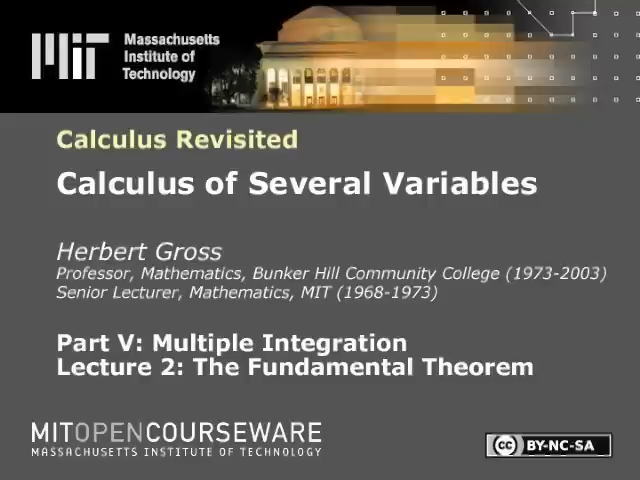 MIT
Massachusetts
Institute of
Technology
Calculus Revisited
Calculus of Several Variables
Herbert Gross
Professor, Mathematics, Bunker Hill Community College (1973-2003)
Senior Lecturer, Mathematics, MIT (1968-1973)
Part V: Multiple Integration
Lecture 2: The Fundamental Theorem
MITOPENCOURSEWARE
MASSACHUSETTS INSTITUTE OF TECHNOLOGY
cc BY-NC-SA